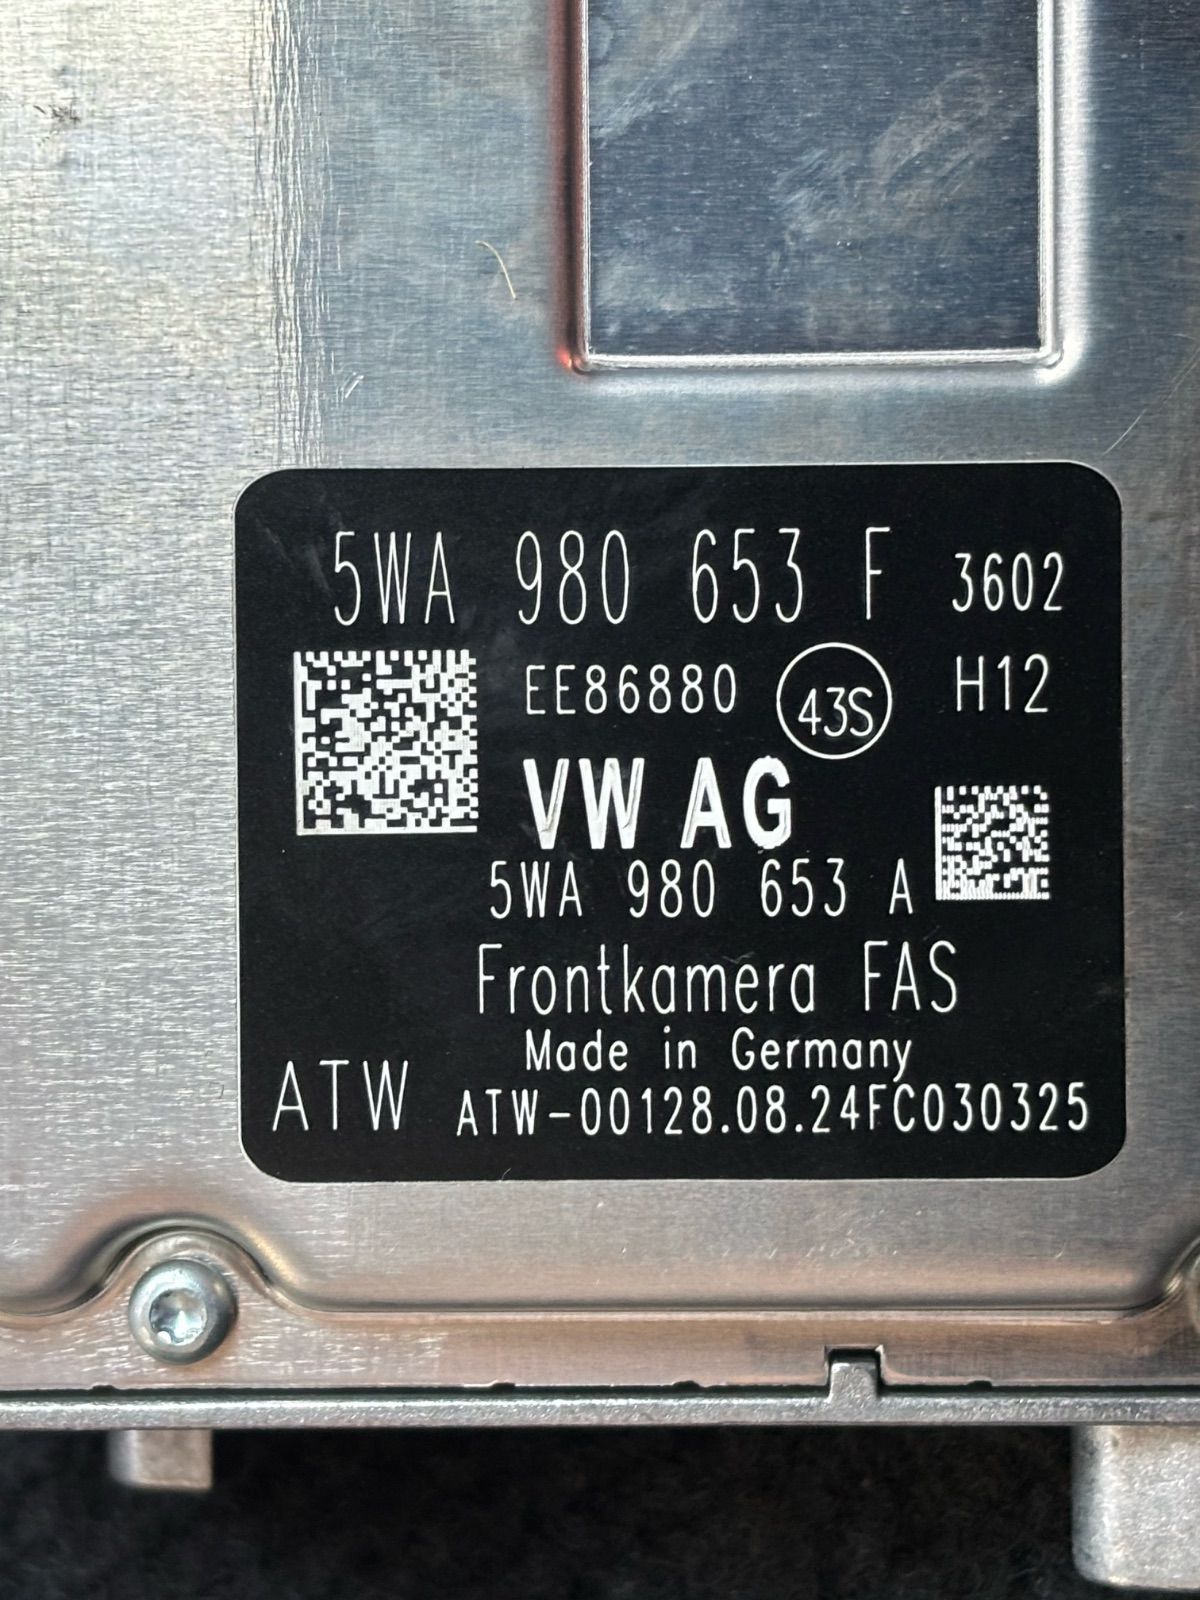 5WA 980 653 F 3602
EE86880 43S H12
VW AG
5WA 980 653 A
Frontkamera FAS
Made in Germany
ATW ATW-00128.08.24FC030325